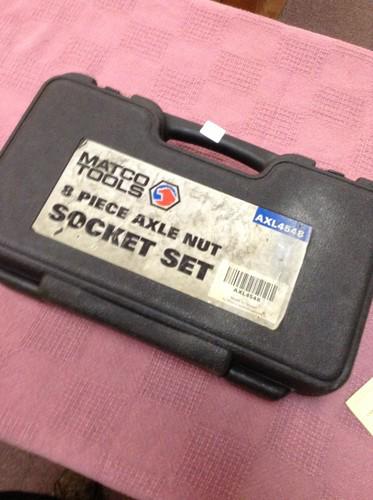 MATCO
TOOLS
8 PIECE AXLE NUT
SOCKET SET
AXL4548
AXL4548